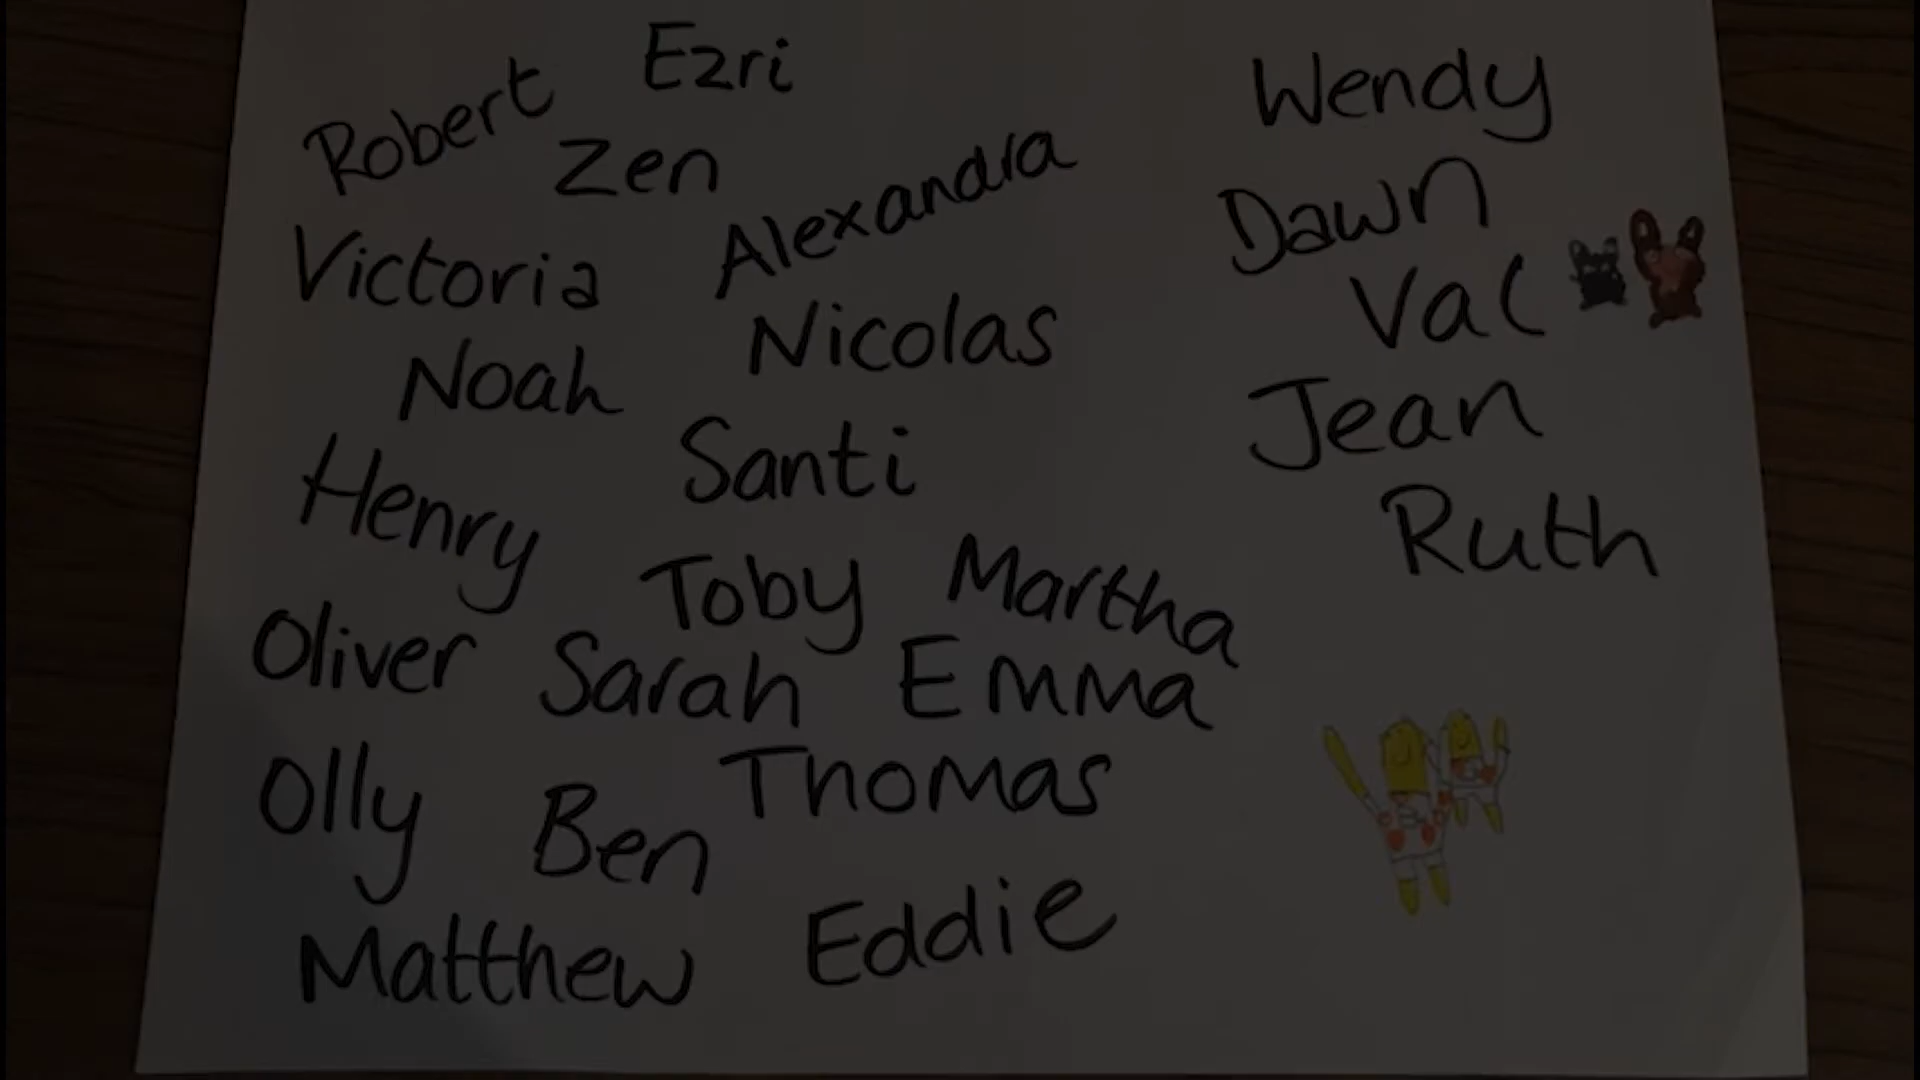 Ezri
Robert
Zen
Alexandra
Victoria
Nicolas
Noah
Santi
Henry
Toby Martha
Oliver Sarah Emma
Olly Ben Thomas
Matthew Eddie
Wendy
Dawn
Val
Jean
Ruth